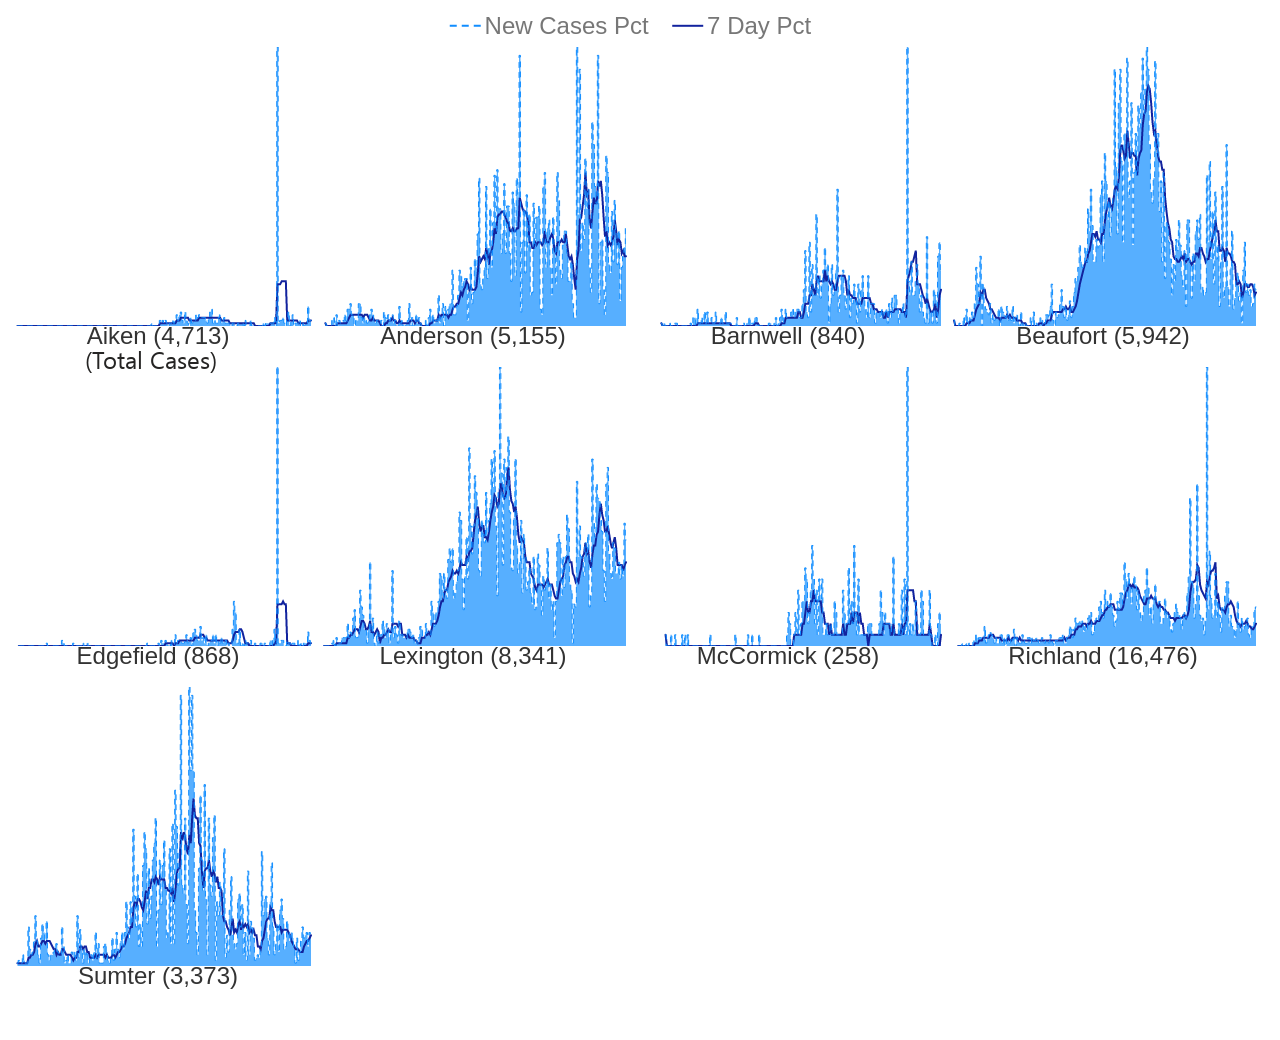 New Cases Pct 7 Day Pct
Aiken (4,713) Anderson (5,155) Barnwell (840) Beaufort (5,942)
(Total Cases)
Edgefield (868) Lexington (8,341) McCormick (258) Richland (16,476)
Sumter (3,373)